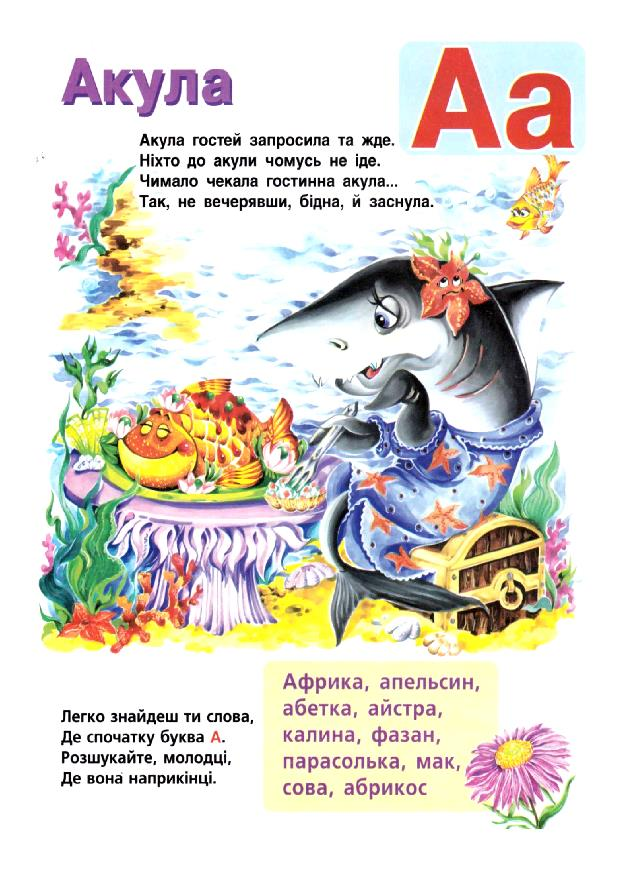 Акула
Аа
Акула гостей запросила та жде.
Ніхто до акули чомусь не іде.
Чимало чекала гостинна акула...
Так, не вечерявши, бідна, й заснула.
Легко знайдеш ти слова,
Де спочатку буква А.
Розшукайте, молодці,
Де вона наприкінці.
Африка, апельсин,
абетка, айстра,
калина, фазан,
парасолька, мак,
сова, абрикос